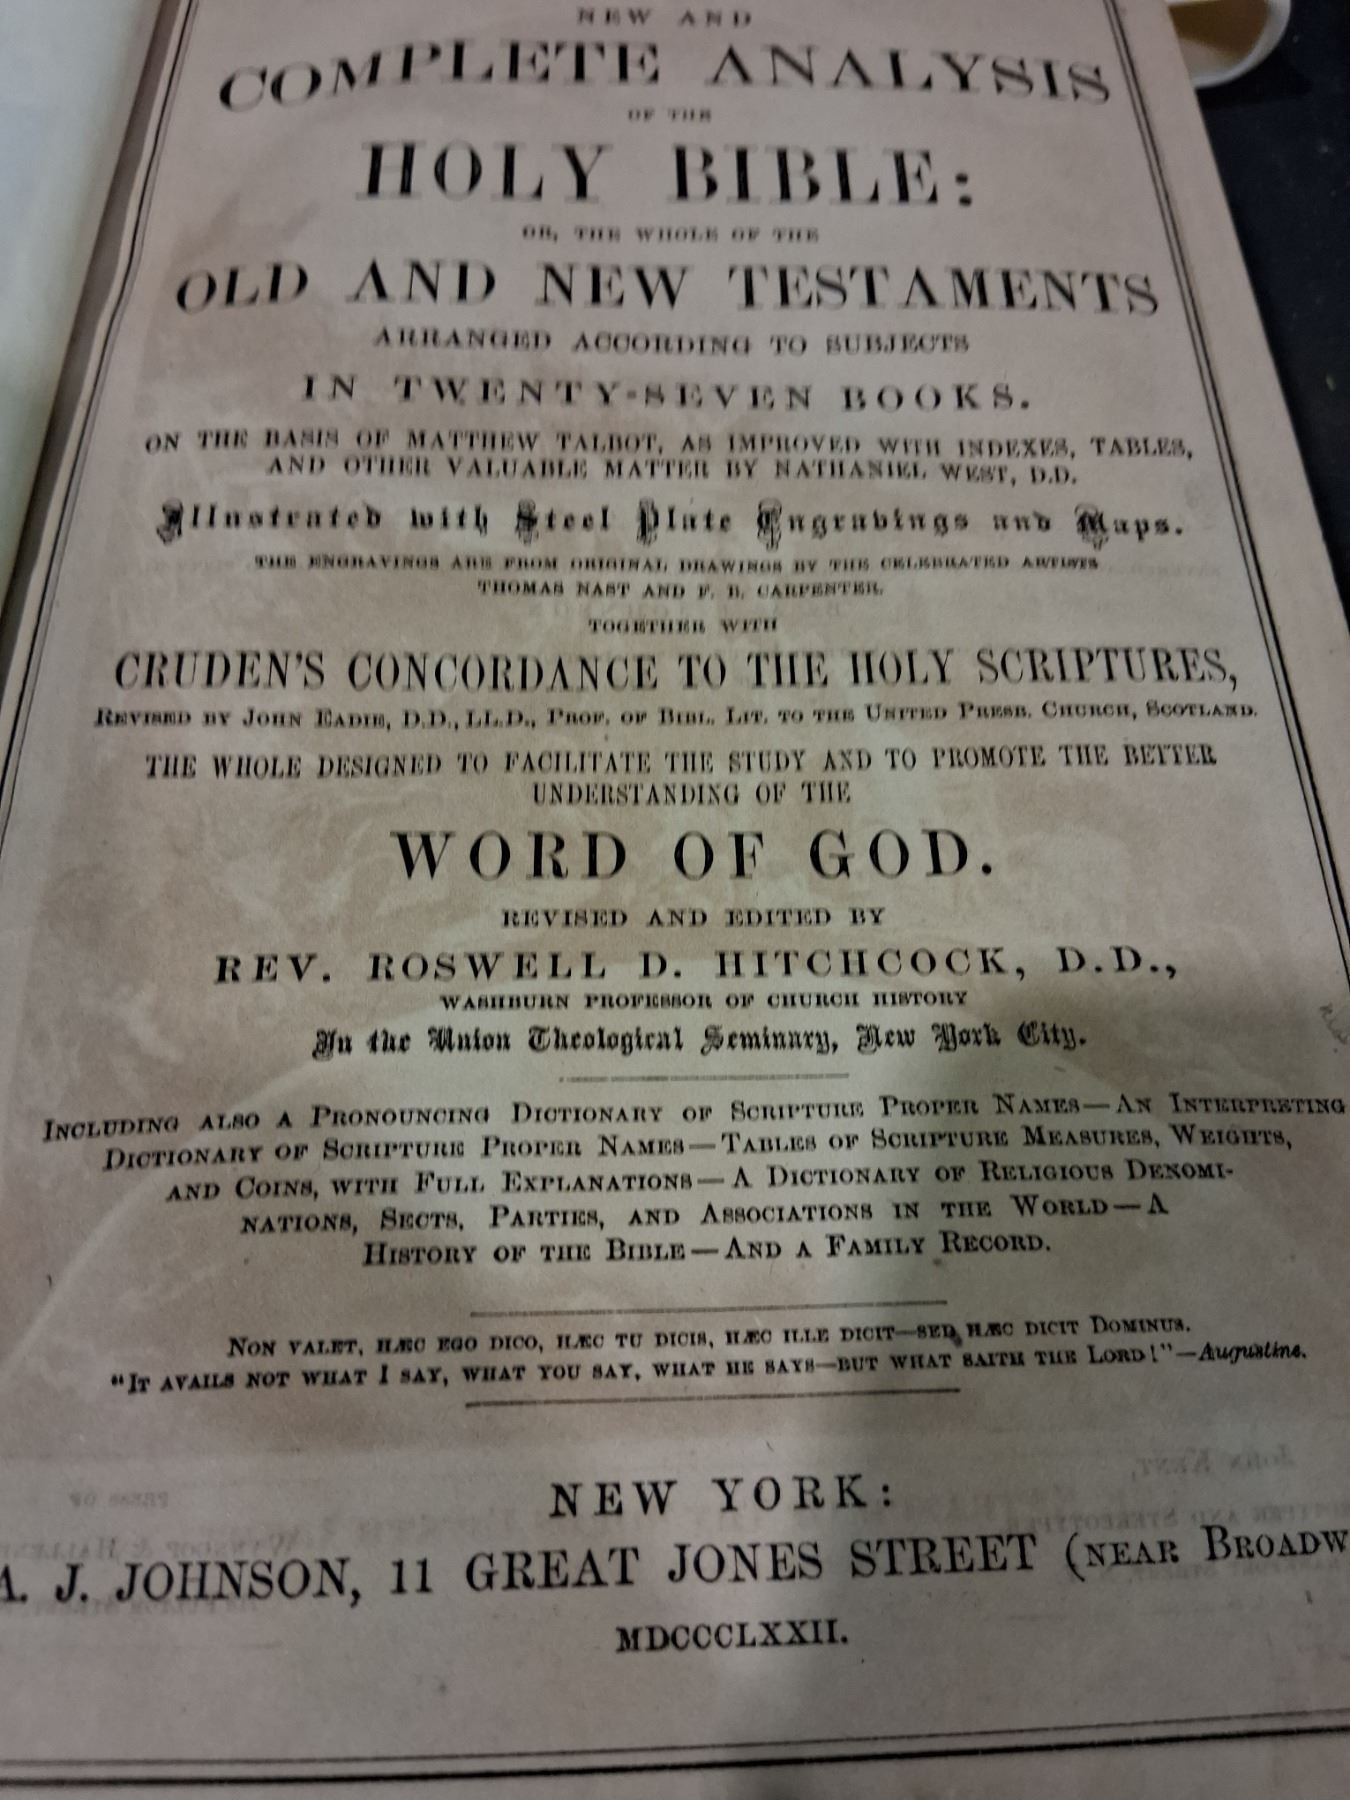 NEW AND
COMPLETE ANALYSIS
OF THE
HOLY BIBLE:
OR, THE WHOLE OF THE
OLD AND NEW TESTAMENTS
ARRANGED ACCORDING TO SUBJECTS
IN TWENTY-SEVEN BOOKS.
ON THE BASIS OF MATTHEW TALBOT, AS IMPROVED WITH INDEXES, TABLES,
AND OTHER VALUABLE MATTER BY NATHANIEL WEST, D.D.
Illustrated with Steel Plate Engravings and Maps.
THE ENGRAVINGS ARE FROM ORIGINAL DRAWINGS BY THE CELEBRATED ARTISTS
THOMAS NAST AND F. B. CARPENTER.
TOGETHER WITH
CRUDEN'S CONCORDANCE TO THE HOLY SCRIPTURES,
REVISED BY JOHN EADIE, D.D., LL.D., PROF. OF BIBL. LIT. TO THE UNITED PRESB. CHURCH, SCOTLAND.
THE WHOLE DESIGNED TO FACILITATE THE STUDY AND TO PROMOTE THE BETTER
UNDERSTANDING OF THE
WORD OF GOD.
REVISED AND EDITED BY
REV. ROSWELL D. HITCHCOCK, D.D.,
WASHBURN PROFESSOR OF CHURCH HISTORY
In the Union Theological Seminary, New York City.
INCLUDING ALSO A PRONOUNCING DICTIONARY OF SCRIPTURE PROPER NAMES—AN INTERPRETING
DICTIONARY OF SCRIPTURE PROPER NAMES—TABLES OF SCRIPTURE MEASURES, WEIGHTS,
AND COINS, WITH FULL EXPLANATIONS—A DICTIONARY OF RELIGIOUS DENOMI-
NATIONS, SECTS, PARTIES, AND ASSOCIATIONS IN THE WORLD—A
HISTORY OF THE BIBLE—AND A FAMILY RECORD.
NON VALET, HÆC EGO DICO, HÆC TU DICIS, HÆC ILLE DICIT—SED HÆC DICIT DOMINUS.
"IT AVAILS NOT WHAT I SAY, WHAT YOU SAY, WHAT HE SAYS—BUT WHAT SAITH THE LORD!"—Augustine.
NEW YORK:
A. J. JOHNSON, 11 GREAT JONES STREET (NEAR BROADW
MDCCCLXXII.